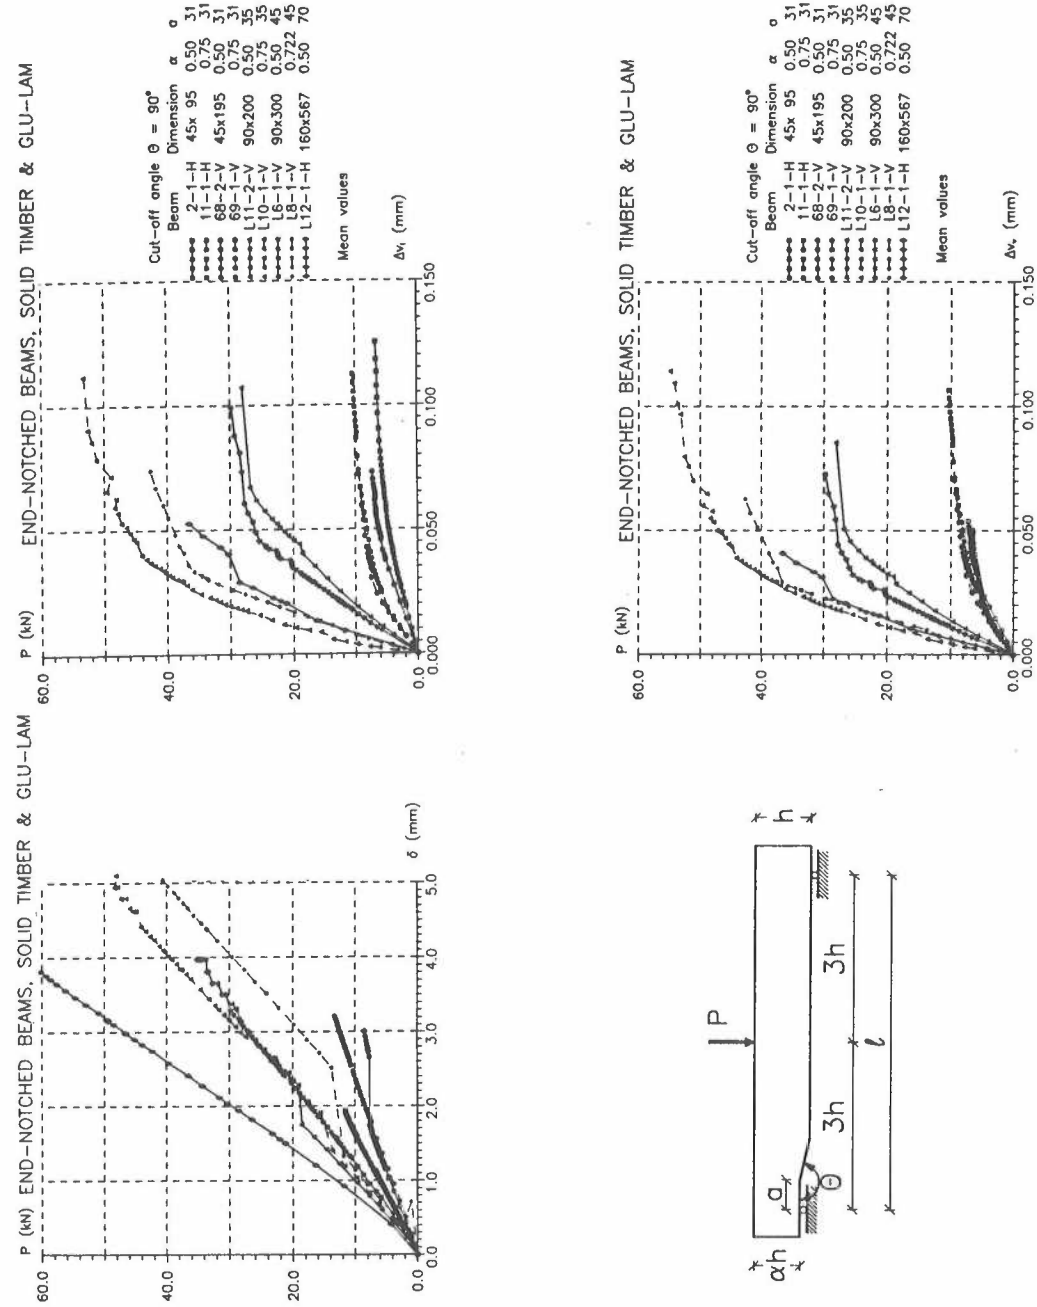 P (kN) END-NOTCHED BEAMS, SOLID TIMBER & GLU-LAM
60.0
40.0
20.0
0.0
0.0 1.0 2.0 3.0 4.0 5.0
δ (mm)
P (kN) END-NOTCHED BEAMS, SOLID TIMBER & GLU-LAM
60.0
40.0
20.0
0.0
0.000 0.050 0.100 0.150
Δvᵢ (mm)
Cut-off angle Θ = 90°
Beam Dimension α a
2-1-H 45x 95 0.50 31
11-1-H 0.75 31
68-2-V 45x195 0.50 31
69-1-V 0.75 31
L11-2-V 90x200 0.50 35
L10-1-V 0.75 35
L6-1-V 90x300 0.50 45
L8-1-V 0.722 45
L12-1-H 160x567 0.50 70
Mean values
αh
a
Θ
P
3h 3h
ℓ
h
P (kN) END-NOTCHED BEAMS, SOLID TIMBER & GLU-LAM
60.0
40.0
20.0
0.0
0.000 0.050 0.100 0.150
(mm)
Cut-off angle Θ = 90°
Beam Dimension α a
2-1-H 45x 95 0.50 31
11-1-H 0.75 31
68-2-V 45x195 0.50 31
69-1-V 0.75 31
L11-2-V 90x200 0.50 35
L10-1-V 0.75 35
L6-1-V 90x300 0.50 45
L8-1-V 0.722 45
L12-1-H 160x567 0.50 70
Mean values